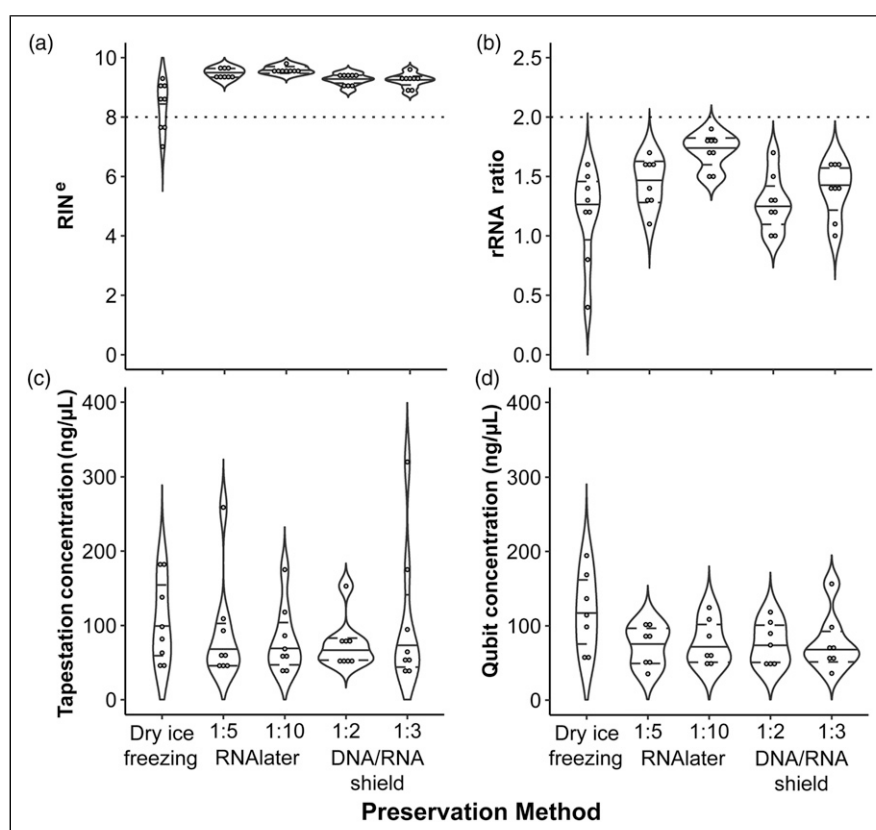 (a)
10
8
6
4
2
0
RINe
(b)
2.5
2.0
1.5
1.0
0.5
0.0
rRNA ratio
(c)
400
300
200
100
0
Tapestation concentration (ng/µL)
(d)
400
300
200
100
0
Qubit concentration (ng/µL)
Dry ice 1:5 1:10 1:2 1:3
freezing RNAlater DNA/RNA
shield
Dry ice 1:5 1:10 1:2 1:3
freezing RNAlater DNA/RNA
shield
Preservation Method